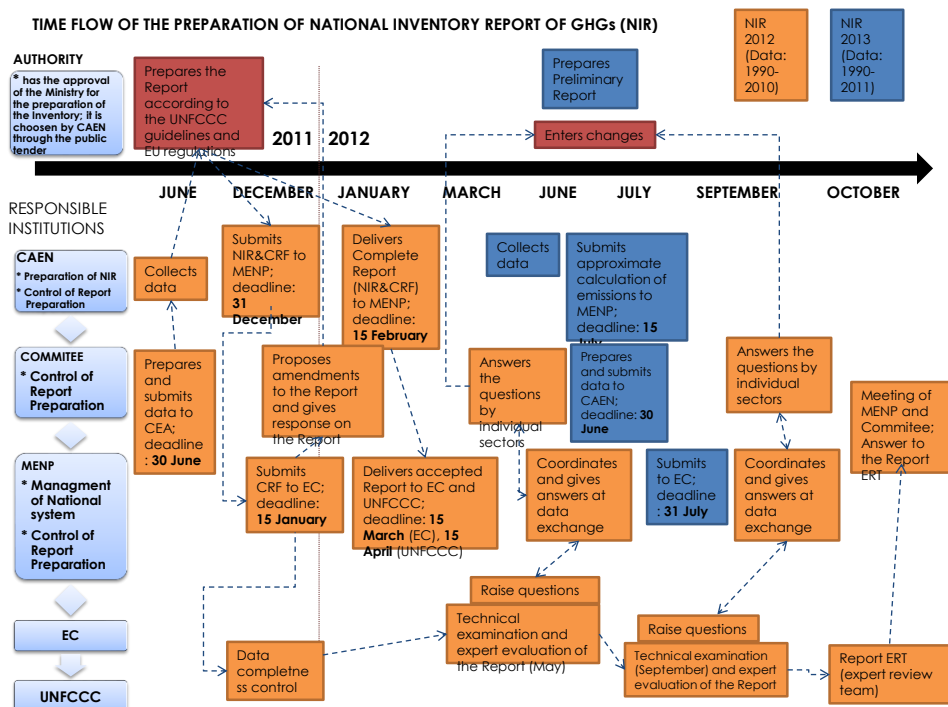 TIME FLOW OF THE PREPARATION OF NATIONAL INVENTORY REPORT OF GHGs (NIR)
NIR
2012
(Data:
1990-
2010)
NIR
2013
(Data:
1990-
2011)
AUTHORITY
* has the approval
of the Ministry for
the preparation of
the Inventory; it is
choosen by CAEN
through the public
tender
Prepares the
Report
according to
the UNFCCC
guidelines and
EU regulations
Prepares
Preliminary
Report
2011
2012
Enters changes
JUNE
DECEMBER
JANUARY
MARCH
JUNE
JULY
SEPTEMBER
OCTOBER
RESPONSIBLE
INSTITUTIONS
CAEN
* Preparation of NIR
* Control of Report
Preparation
Collects
data
Submits
NIR&CRF to
MENP;
deadline:
31
December
Delivers
Complete
Report
(NIR&CRF)
to MENP;
deadline:
15 February
Collects
data
Submits
approximate
calculation of
emissions to
MENP;
deadline: 15
July
COMMITEE
* Control of
Report
Preparation
Prepares
and
submits
data to
CEA;
deadline
: 30 June
Proposes
amendments
to the Report
and gives
response on
the Report
Answers
the
questions
by
individual
sectors
Prepares
and submits
data to
CAEN;
deadline: 30
June
Answers the
questions by
individual
sectors
Meeting of
MENP and
Commitee;
Answer to
the Report
ERT
MENP
* Managment
of National
system
* Control of
Report
Preparation
Submits
CRF to EC;
deadline:
15 January
Delivers accepted
Report to EC and
UNFCCC;
deadline: 15
March (EC), 15
April (UNFCCC)
Coordinates
and gives
answers at
data
exchange
Submits
to EC;
deadline
: 31 July
Coordinates
and gives
answers at
data
exchange
Raise questions
Technical
examination and
expert evaluation
of the Report (May)
Raise questions
Technical examination
(September) and expert
evaluation of the Report
EC
Data
completne
ss control
Report ERT
(expert review
team)
UNFCCC